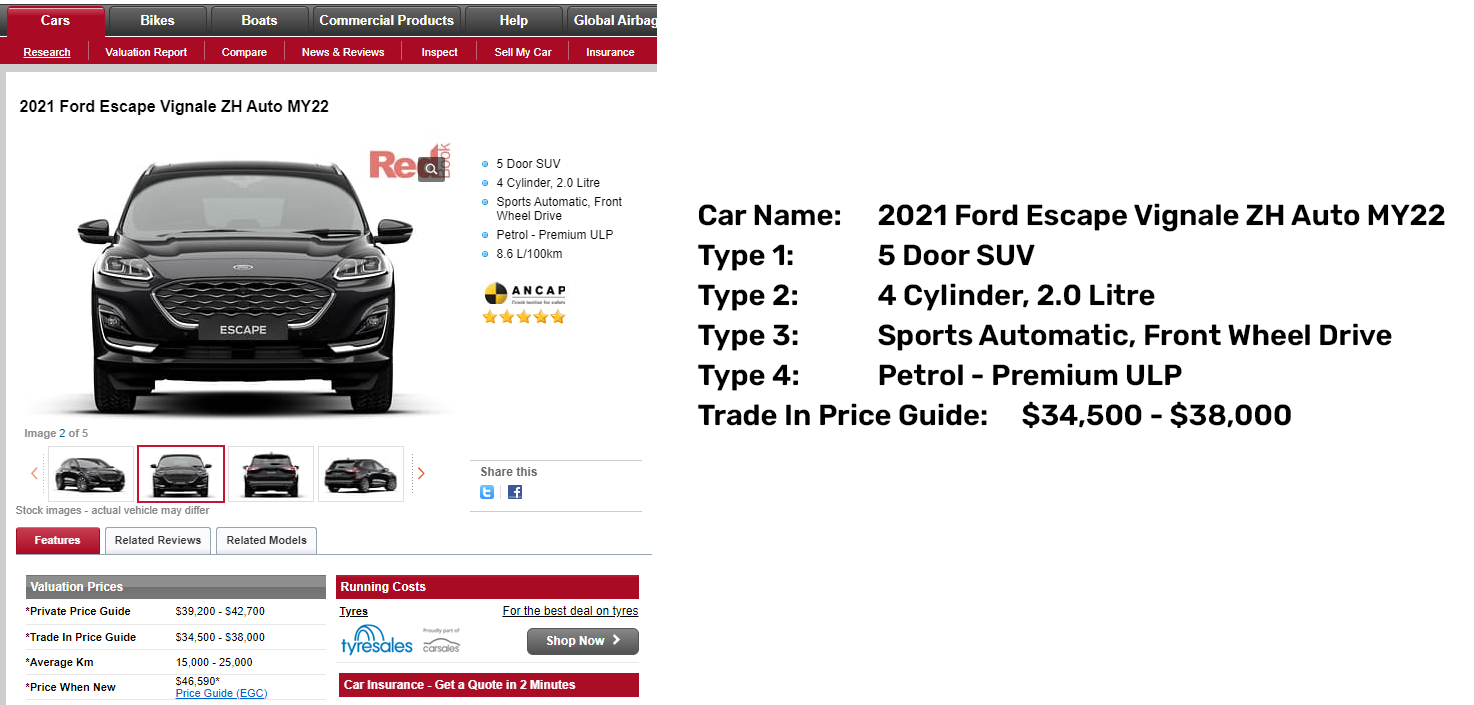 Cars
Bikes
Boats
Commercial Products
Help
Global Airbag
Research
Valuation Report
Compare
News & Reviews
Inspect
Sell My Car
Insurance
2021 Ford Escape Vignale ZH Auto MY22
RedBook
ESCAPE
5 Door SUV
4 Cylinder, 2.0 Litre
Sports Automatic, Front
Wheel Drive
Petrol - Premium ULP
8.6 L/100km
ANCAP
Image 2 of 5
Stock images - actual vehicle may differ
Share this
Features
Related Reviews
Related Models
Valuation Prices
*Private Price Guide $39,200 - $42,700
*Trade In Price Guide $34,500 - $38,000
*Average Km 15,000 - 25,000
*Price When New $46,590*
Price Guide (EGC)
Running Costs
Tyres
For the best deal on tyres
tyresales
Proudly part of
carsales
Shop Now
Car Insurance - Get a Quote in 2 Minutes
Car Name: 2021 Ford Escape Vignale ZH Auto MY22
Type 1: 5 Door SUV
Type 2: 4 Cylinder, 2.0 Litre
Type 3: Sports Automatic, Front Wheel Drive
Type 4: Petrol - Premium ULP
Trade In Price Guide: $34,500 - $38,000